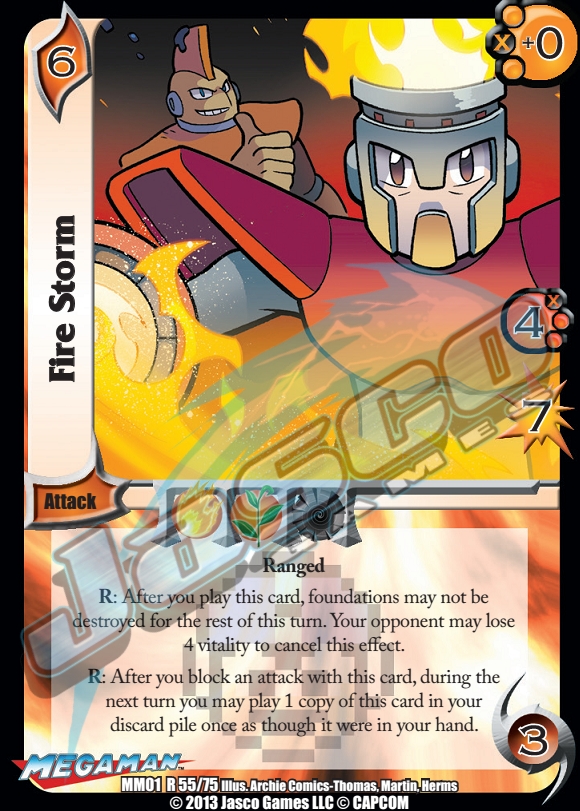 6
X +0
Fire Storm
4 X
7
Attack
Ranged
R: After you play this card, foundations may not be
destroyed for the rest of this turn. Your opponent may lose
4 vitality to cancel this effect.
R: After you block an attack with this card, during the
next turn you may play 1 copy of this card in your
discard pile once as though it were in your hand.
3
JASCO
GAMES
MEGAMAN™
MM01 R 55/75 Illus. Archie Comics-Thomas, Martin, Herms
© 2013 Jasco Games LLC © CAPCOM